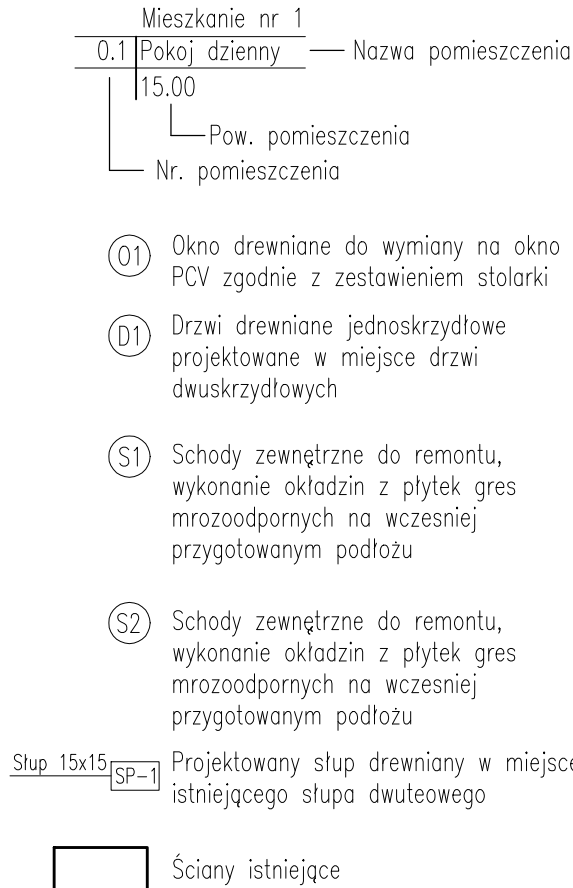 Mieszkanie nr 1
0.1 Pokoj dzienny Nazwa pomieszczenia
15.00
Pow. pomieszczenia
Nr. pomieszczenia
O1 Okno drewniane do wymiany na okno
PCV zgodnie z zestawieniem stolarki
D1 Drzwi drewniane jednoskrzydłowe
projektowane w miejsce drzwi
dwuskrzydłowych
S1 Schody zewnętrzne do remontu,
wykonanie okładzin z płytek gres
mrozoodpornych na wczesniej
przygotowanym podłożu
S2 Schody zewnętrzne do remontu,
wykonanie okładzin z płytek gres
mrozoodpornych na wczesniej
przygotowanym podłożu
Słup 15x15 SP-1 Projektowany słup drewniany w miejsce
istniejącego słupa dwuteowego
Ściany istniejące